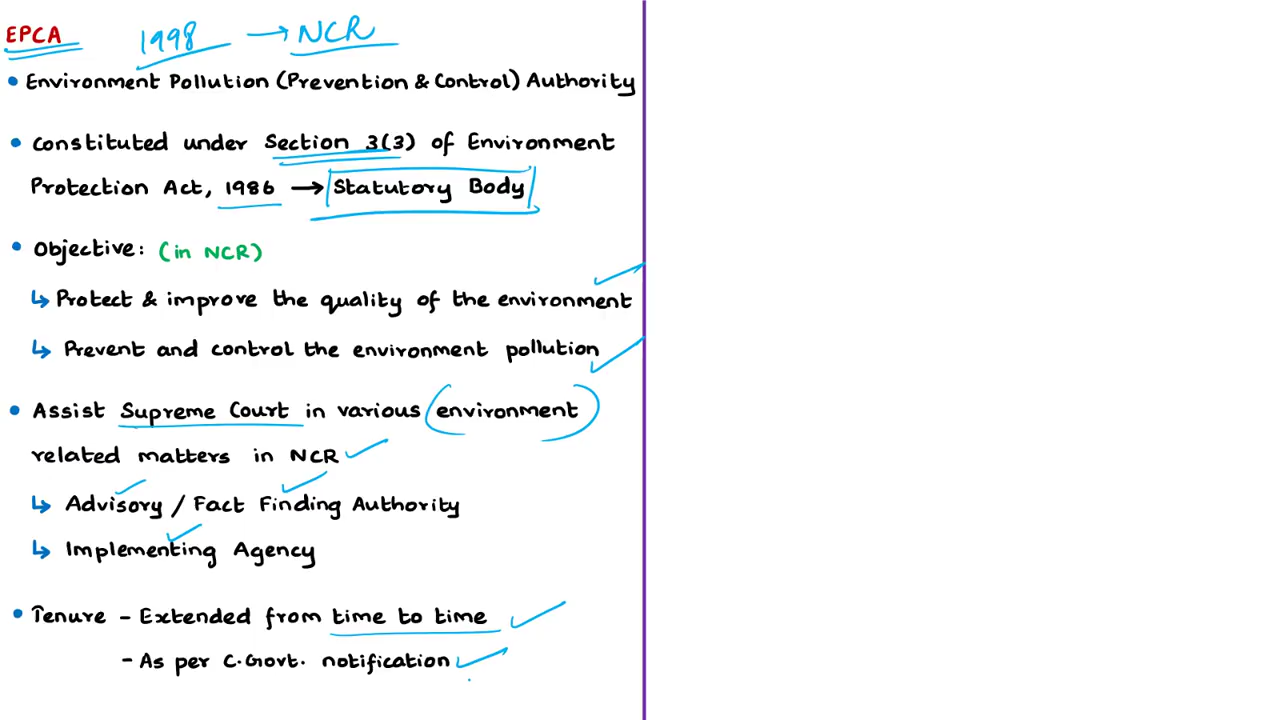 EPCA 1998 → NCR
• Environment Pollution (Prevention & Control) Authority
• Constituted under Section 3(3) of Environment
Protection Act, 1986 → Statutory Body
• Objective: (in NCR)
↳ Protect & improve the quality of the environment
↳ Prevent and control the environment pollution
• Assist Supreme Court in various (environment)
related matters in NCR
↳ Advisory / Fact Finding Authority
↳ Implementing Agency
• Tenure - Extended from time to time
- As per C.Govt. notification